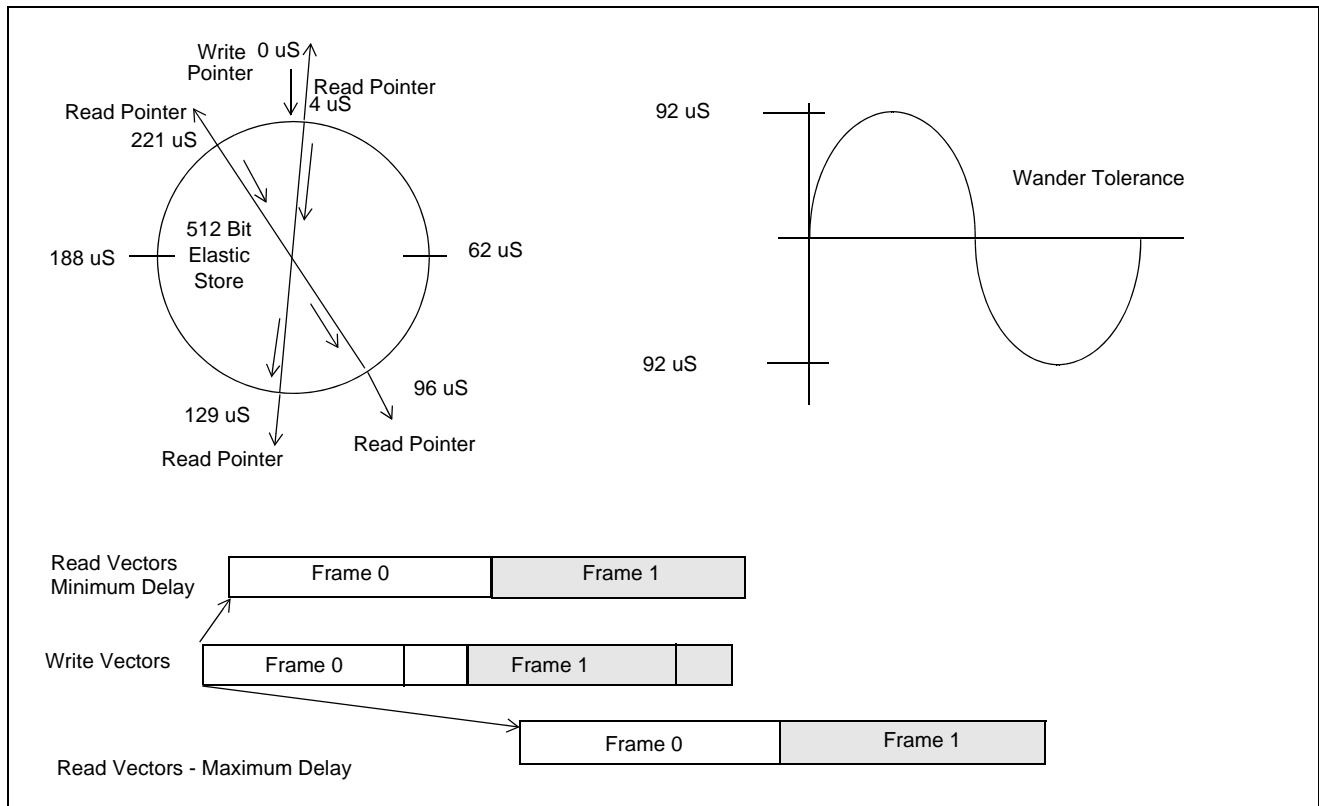 Write 0 uS
Pointer
Read Pointer
4 uS
Read Pointer
221 uS
512 Bit
Elastic
Store
188 uS
62 uS
96 uS
129 uS
Read Pointer
Read Pointer
92 uS
Wander Tolerance
92 uS
Read Vectors
Minimum Delay
Frame 0
Frame 1
Write Vectors
Frame 0
Frame 1
Frame 0
Frame 1
Read Vectors - Maximum Delay